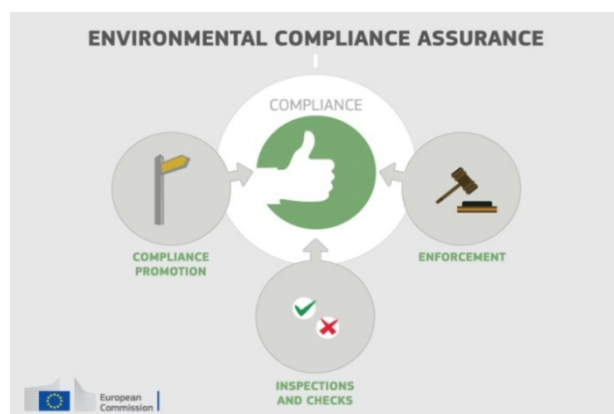 ENVIRONMENTAL COMPLIANCE ASSURANCE
COMPLIANCE
COMPLIANCE
PROMOTION
ENFORCEMENT
INSPECTIONS
AND CHECKS
European
Commission